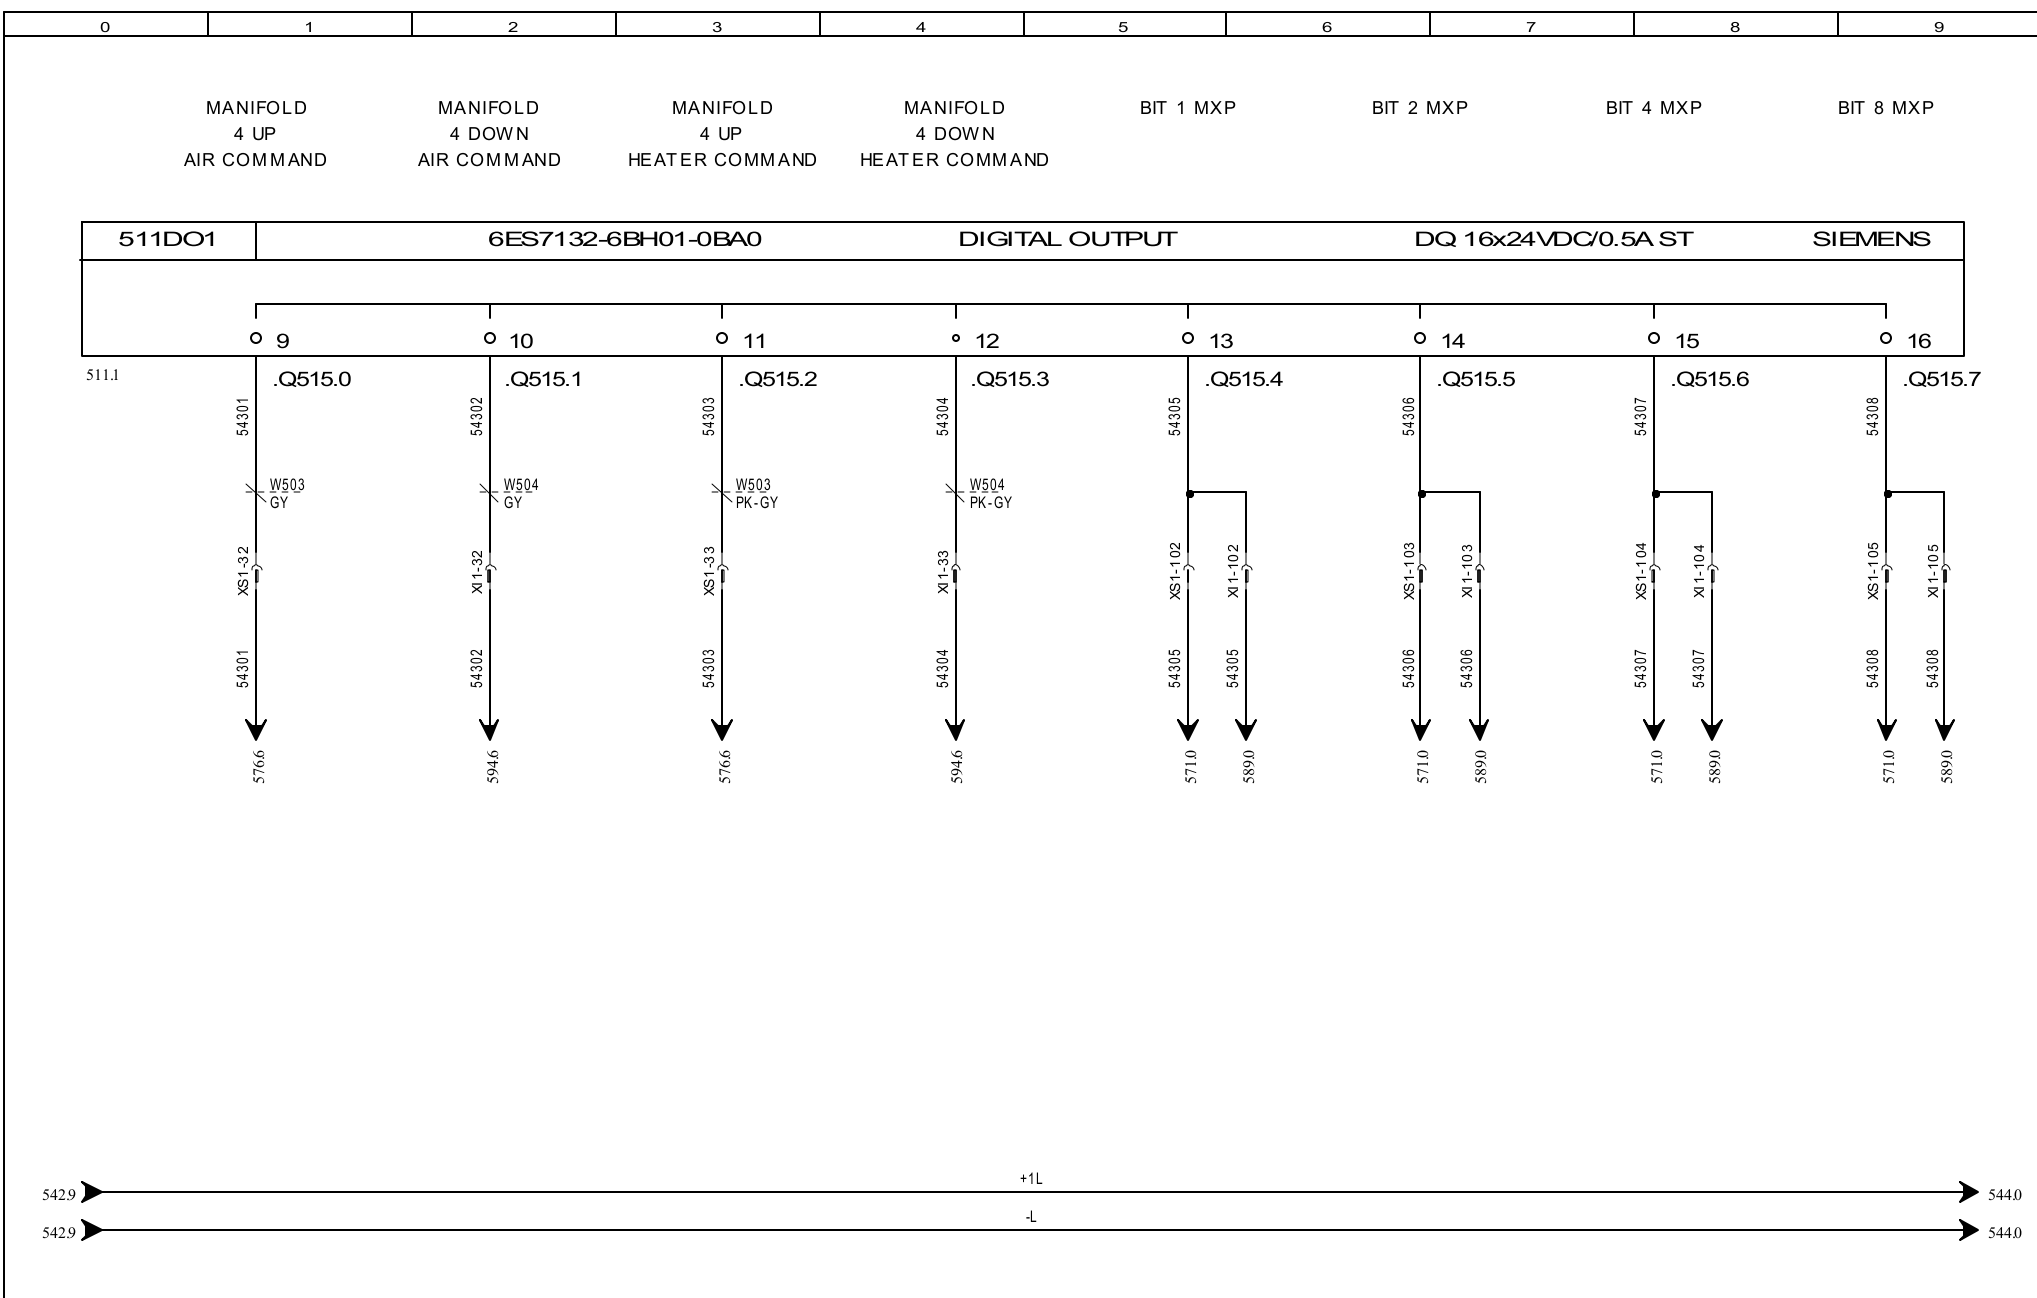 0 1 2 3 4 5 6 7 8 9
MANIFOLD MANIFOLD MANIFOLD MANIFOLD BIT 1 MXP BIT 2 MXP BIT 4 MXP BIT 8 MXP
4 UP 4 DOWN 4 UP 4 DOWN
AIR COMMAND AIR COMMAND HEATER COMMAND HEATER COMMAND
511DO1 6ES7132-6BH01-0BA0 DIGITAL OUTPUT DQ 16x24VDC/0.5A ST SIEMENS
9 10 11 12 13 14 15 16
511.1 .Q515.0 .Q515.1 .Q515.2 .Q515.3 .Q515.4 .Q515.5 .Q515.6 .Q515.7
54301 54302 54303 54304 54305 54306 54307 54308
W503 W504 W503 W504
GY GY PK-GY PK-GY
XS1-32 XI1-32 XS1-33 XI1-33 XS1-102 XI1-102 XS1-103 XI1-103 XS1-104 XI1-104 XS1-105 XI1-105
54301 54302 54303 54304 54305 54305 54306 54306 54307 54307 54308 54308
576.6 594.6 576.6 594.6 571.0 589.0 571.0 589.0 571.0 589.0 571.0 589.0
+1L
542.9 544.0
-L
542.9 544.0